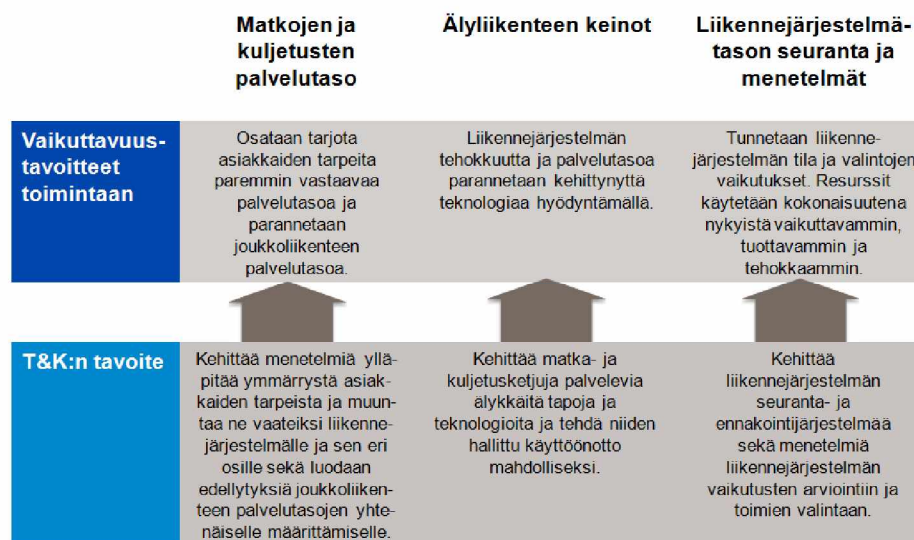 Matkojen ja
kuljetusten
palvelutaso
Älyliikenteen keinot
Liikennejärjestelmä-
tason seuranta ja
menetelmät
Vaikuttavuus-
tavoitteet
toimintaan
Osataan tarjota
asiakkaiden tarpeita
paremmin vastaavaa
palvelutasoa ja
parannetaan
joukkoliikenteen
palvelutasoa.
Liikennejärjestelmän
tehokkuutta ja palvelutasoa
parannetaan kehittynyttä
teknologiaa hyödyntämällä.
Tunnetaan liikenne-
järjestelmän tila ja valintojen
vaikutukset. Resurssit
käytetään kokonaisuutena
nykyistä vaikuttavammin,
tuottavammin ja
tehokkaammin.
T&K:n tavoite
Kehittää menetelmiä yllä-
pitää ymmärrystä asiak-
kaiden tarpeista ja muun-
taa ne vaateiksi liikenne-
järjestelmälle ja sen eri
osille sekä luodaan
edellytyksiä joukkoliiken-
teen palvelutasojen yhte-
näiselle määrittämiselle.
Kehittää matka- ja
kuljetusketjuja palvelevia
älykkäitä tapoja ja
teknologioita ja tehdä niiden
hallittu käyttöönotto
mahdolliseksi.
Kehittää
liikennejärjestelmän
seuranta- ja
ennakointijärjestelmää
sekä menetelmiä
liikennejärjestelmän
vaikutusten arviointiin ja
toimien valintaan.